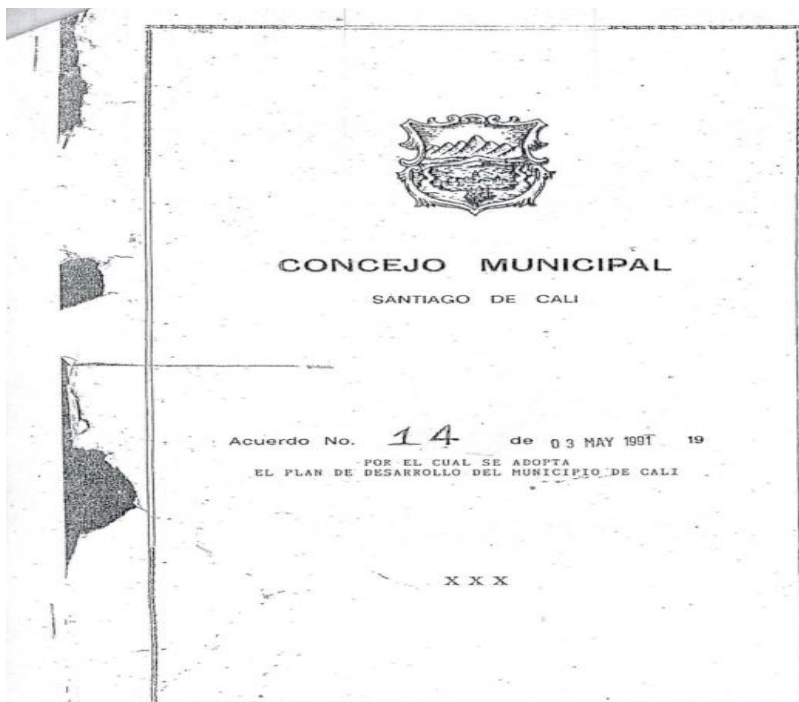 CONCEJO MUNICIPAL
SANTIAGO DE CALI
Acuerdo No. 14 de 03 MAY 1991 19
POR EL CUAL SE ADOPTA
EL PLAN DE DESARROLLO DEL MUNICIPIO DE CALI
X X X